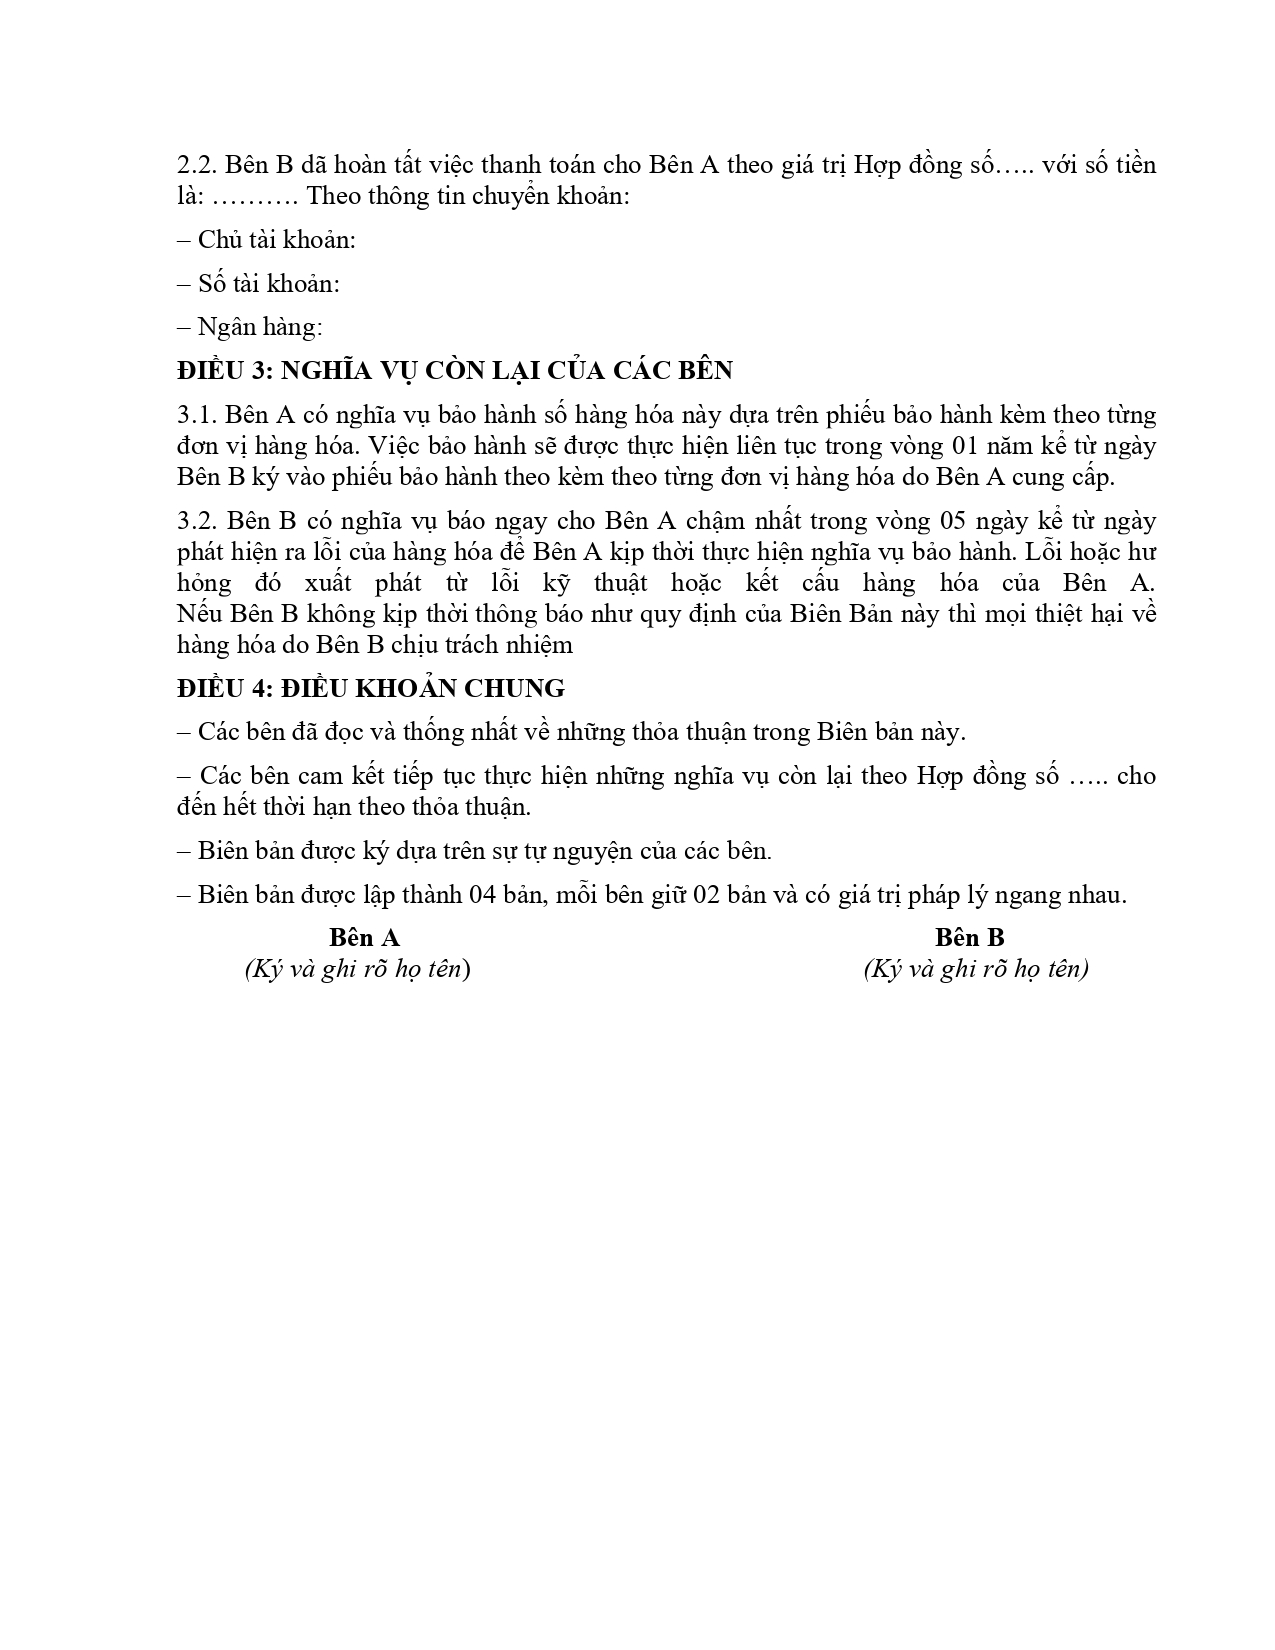 2.2. Bên B dã hoàn tất việc thanh toán cho Bên A theo giá trị Hợp đồng số….. với số tiền
là: ………. Theo thông tin chuyển khoản:
– Chủ tài khoản:
– Số tài khoản:
– Ngân hàng:
ĐIỀU 3: NGHĨA VỤ CÒN LẠI CỦA CÁC BÊN
3.1. Bên A có nghĩa vụ bảo hành số hàng hóa này dựa trên phiếu bảo hành kèm theo từng
đơn vị hàng hóa. Việc bảo hành sẽ được thực hiện liên tục trong vòng 01 năm kể từ ngày
Bên B ký vào phiếu bảo hành theo kèm theo từng đơn vị hàng hóa do Bên A cung cấp.
3.2. Bên B có nghĩa vụ báo ngay cho Bên A chậm nhất trong vòng 05 ngày kể từ ngày
phát hiện ra lỗi của hàng hóa để Bên A kịp thời thực hiện nghĩa vụ bảo hành. Lỗi hoặc hư
hỏng đó xuất phát từ lỗi kỹ thuật hoặc kết cấu hàng hóa của Bên A.
Nếu Bên B không kịp thời thông báo như quy định của Biên Bản này thì mọi thiệt hại về
hàng hóa do Bên B chịu trách nhiệm
ĐIỀU 4: ĐIỀU KHOẢN CHUNG
– Các bên đã đọc và thống nhất về những thỏa thuận trong Biên bản này.
– Các bên cam kết tiếp tục thực hiện những nghĩa vụ còn lại theo Hợp đồng số ….. cho
đến hết thời hạn theo thỏa thuận.
– Biên bản được ký dựa trên sự tự nguyện của các bên.
– Biên bản được lập thành 04 bản, mỗi bên giữ 02 bản và có giá trị pháp lý ngang nhau.
Bên A Bên B
(Ký và ghi rõ họ tên) (Ký và ghi rõ họ tên)